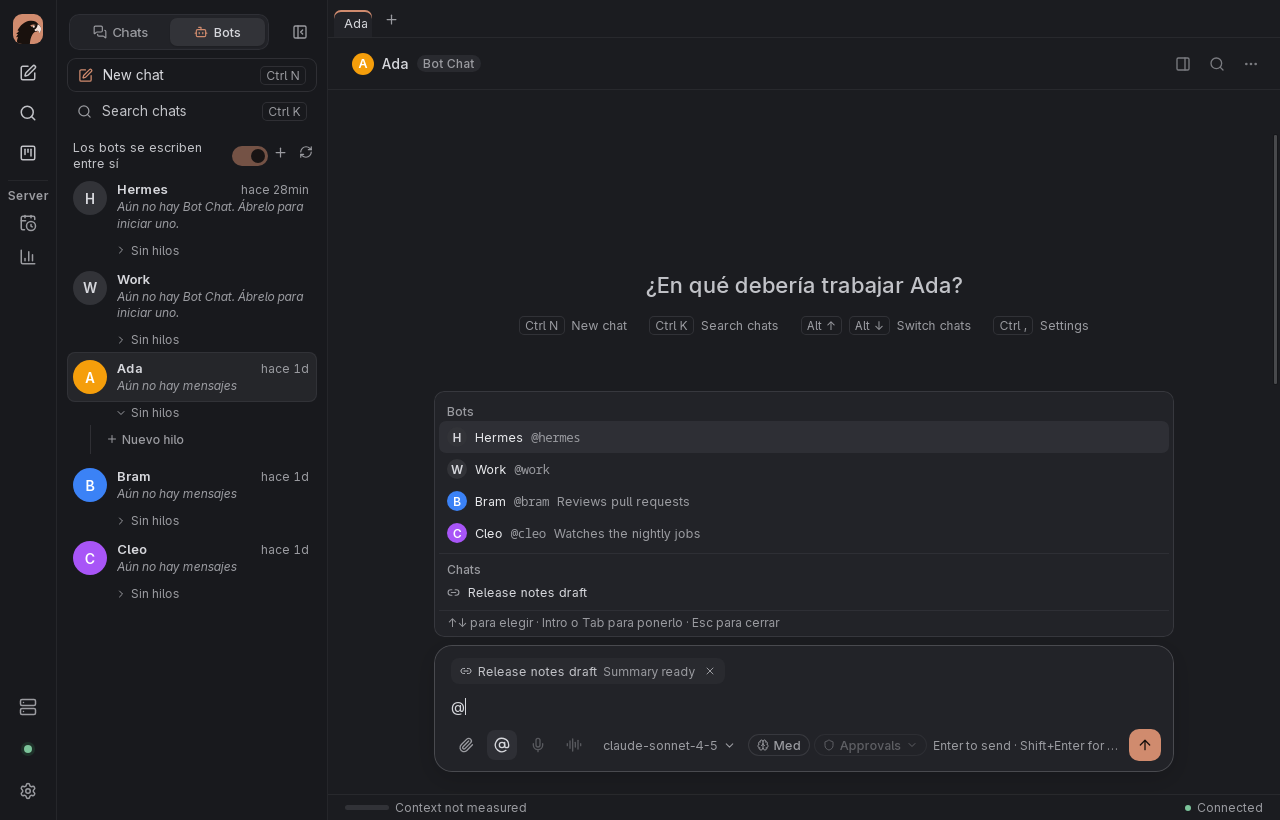 Chats
Bots
New chat
Ctrl N
Search chats
Ctrl K
Los bots se escriben
entre sí
Server
H
Hermes
hace 28min
Aún no hay Bot Chat. Ábrelo para
iniciar uno.
Sin hilos
W
Work
Aún no hay Bot Chat. Ábrelo para
iniciar uno.
Sin hilos
A
Ada
hace 1d
Aún no hay mensajes
Sin hilos
+ Nuevo hilo
B
Bram
hace 1d
Aún no hay mensajes
Sin hilos
C
Cleo
hace 1d
Aún no hay mensajes
Sin hilos
Ada
A
Ada
Bot Chat
¿En qué debería trabajar Ada?
Ctrl N New chat Ctrl K Search chats Alt ↑ Alt ↓ Switch chats Ctrl , Settings
Bots
H Hermes @hermes
W Work @work
B Bram @bram Reviews pull requests
C Cleo @cleo Watches the nightly jobs
Chats
Release notes draft
↑↓ para elegir · Intro o Tab para ponerlo · Esc para cerrar
Release notes draft Summary ready
@
claude-sonnet-4-5 Med Approvals Enter to send · Shift+Enter for …
Context not measured
Connected